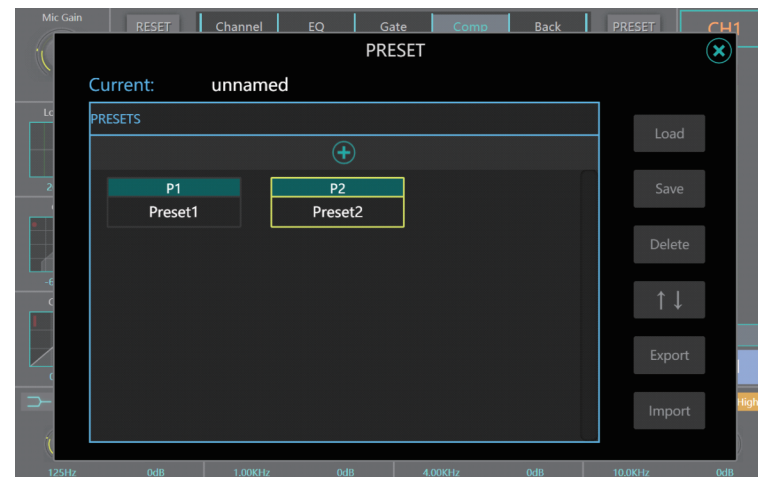 Mic Gain
RESET Channel EQ Gate Comp Back PRESET CH1
PRESET
Current: unnamed
PRESETS
Load
P1 P2
Save
Preset1 Preset2
Delete
↑↓
Export
Import
High
125Hz 0dB 1.00KHz 0dB 4.00KHz 0dB 10.0KHz 0dB